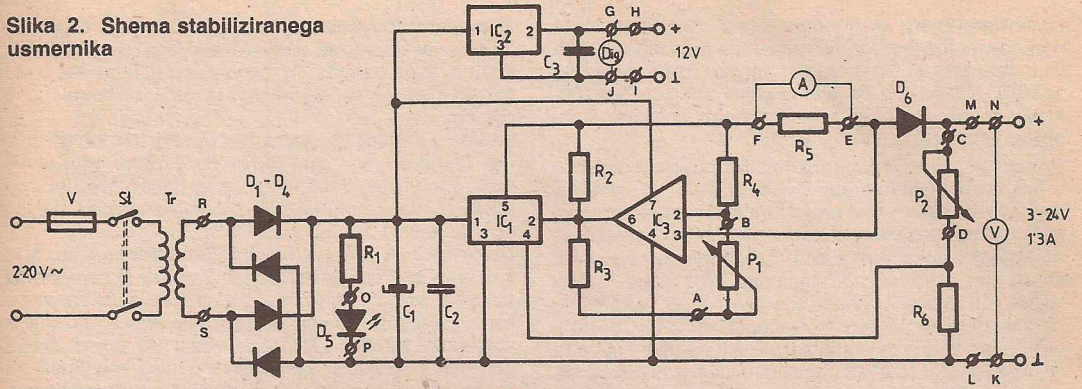 Slika 2. Shema stabiliziranega
usmernika
1 IC2 2
3
C3
G H
Dig
+
12V
J I
⊥
A
F R5 E
D6
M N
+
C
P2
D
V
3-24V
1'3A
R6
L K
⊥
V
Sl
Tr
R
S
220V~
D1-D4
R1
O
D5
P
C1
C2
5
1 IC1 2
3 4
R2
R3
7
6 IC3 2
3
4
R4
B
P1
A